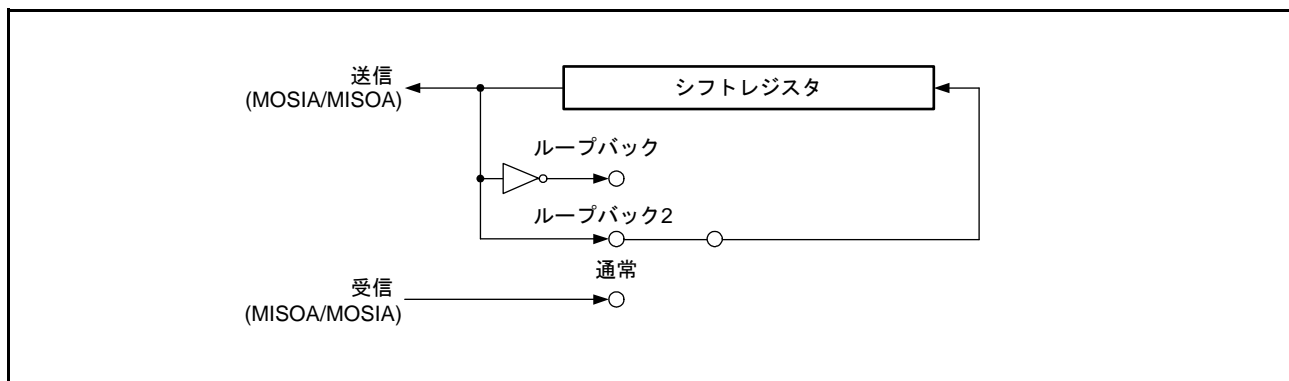 送信
(MOSIA/MISOA)
シフトレジスタ
ループバック
ループバック2
通常
受信
(MISOA/MOSIA)